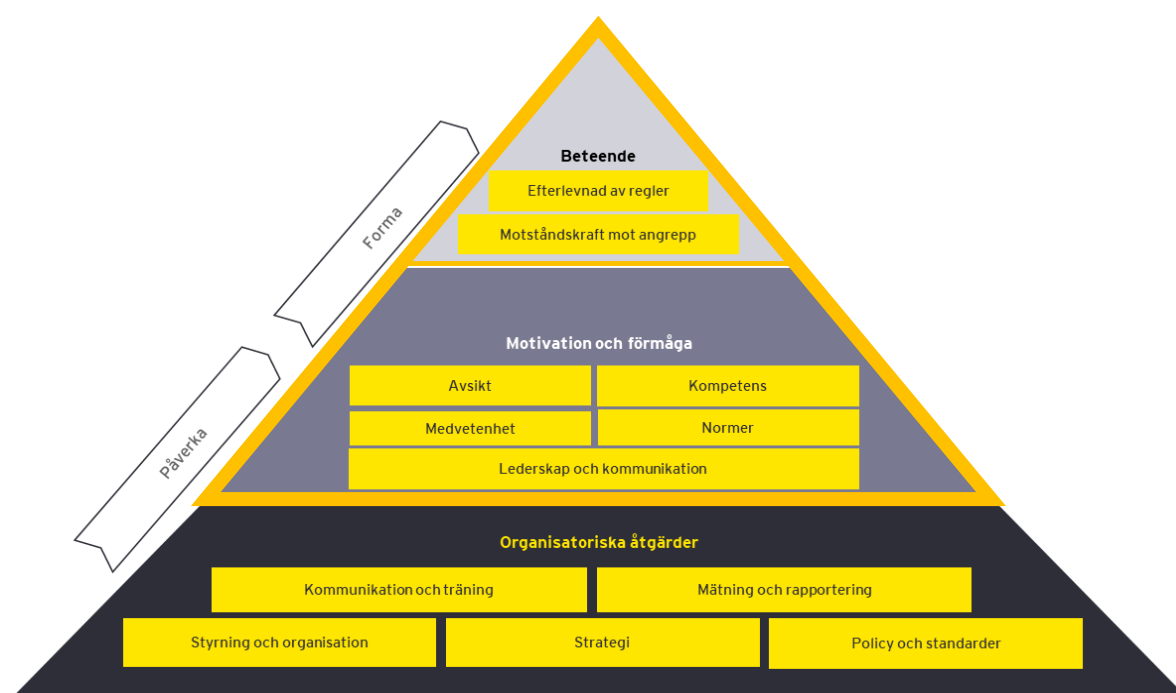 Beteende
Efterlevnad av regler
Motståndskraft mot angrepp
Forma
Motivation och förmåga
Avsikt
Kompetens
Medvetenhet
Normer
Lederskap och kommunikation
Påverka
Organisatoriska åtgärder
Kommunikation och träning
Mätning och rapportering
Styrning och organisation
Strategi
Policy och standarder